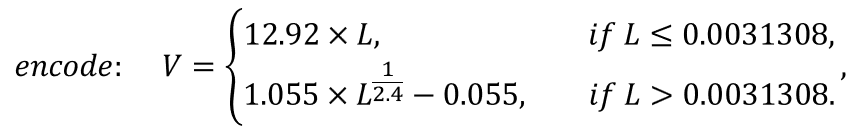 12.92 × L, if L ≤ 0.0031308,
encode: V = {
1.055 × L^(1/2.4) − 0.055, if L > 0.0031308. ,